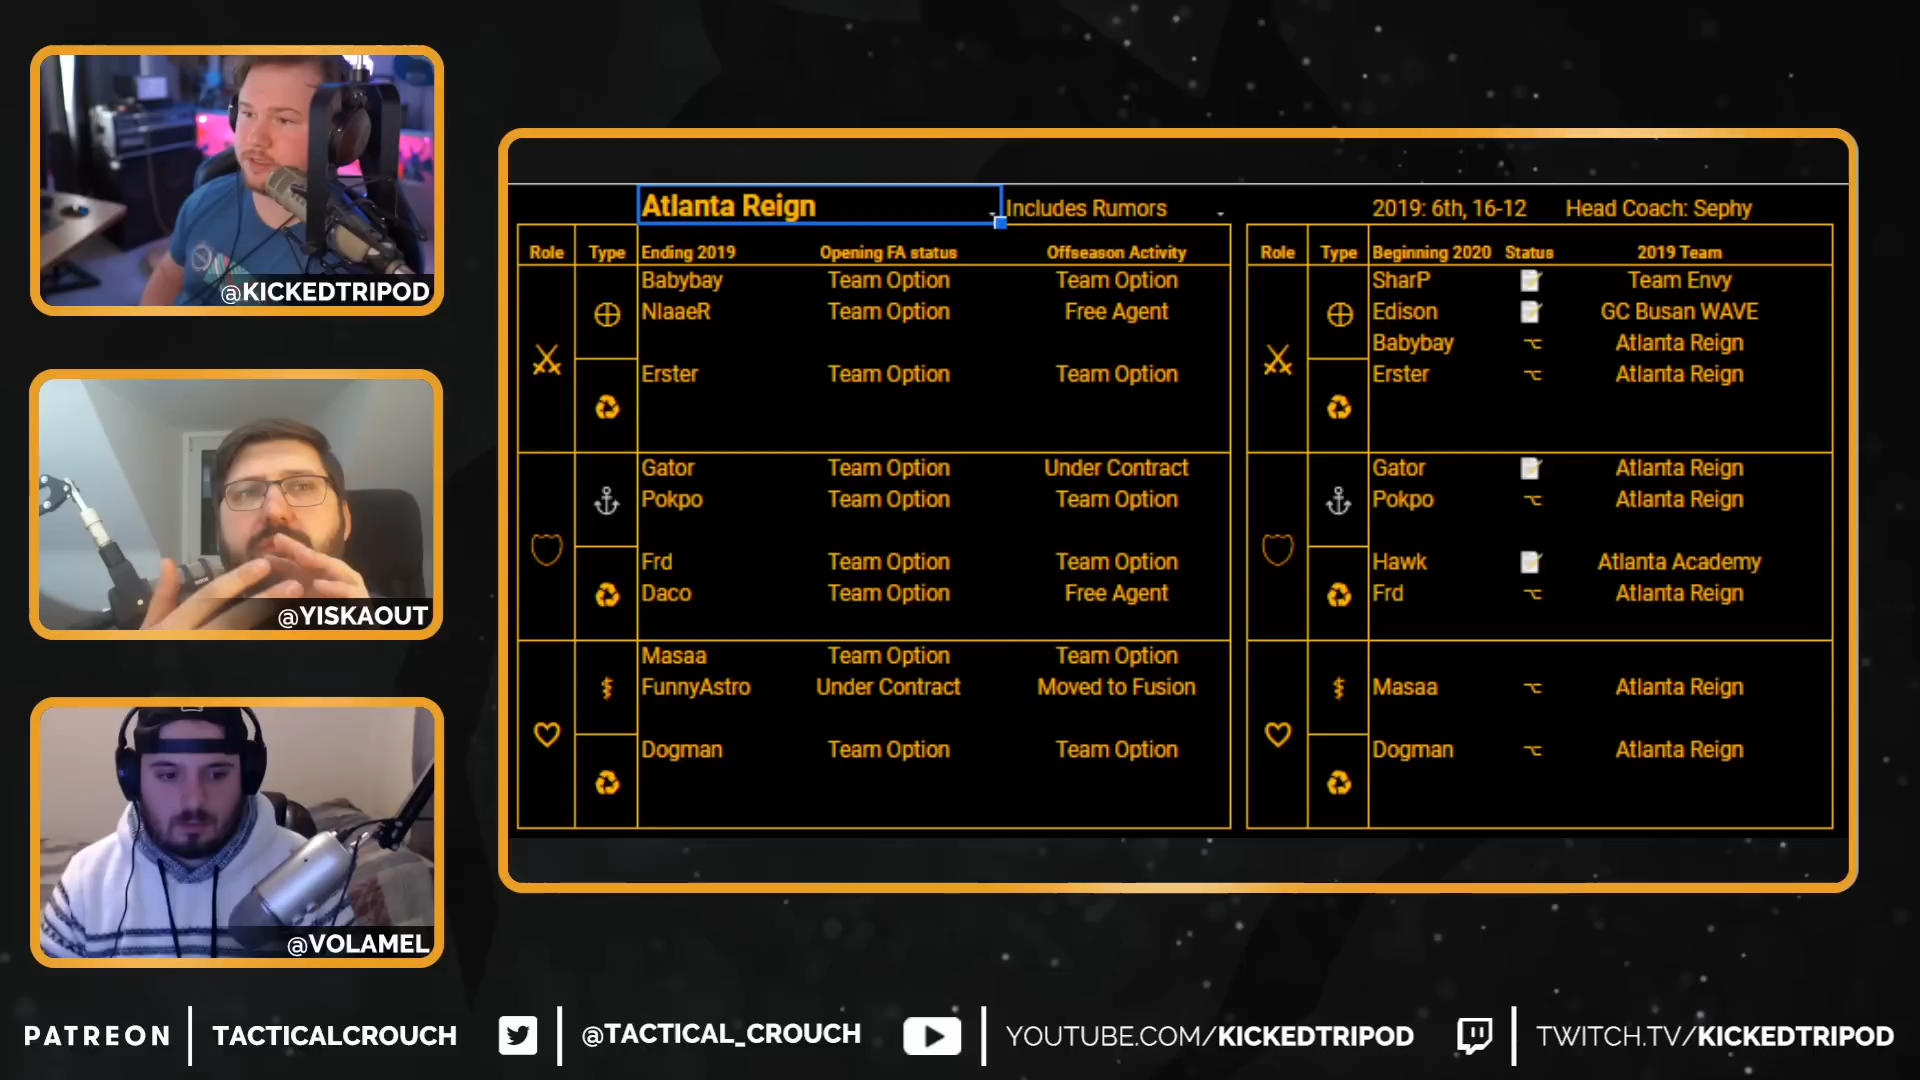 @KICKEDTRIPOD
@YISKAOUT
@VOLAMEL
Atlanta Reign Includes Rumors 2019: 6th, 16-12 Head Coach: Sephy
Role Type Ending 2019 Opening FA status Offseason Activity
Babybay Team Option Team Option
NlaaeR Team Option Free Agent
Erster Team Option Team Option
Gator Team Option Under Contract
Pokpo Team Option Team Option
Frd Team Option Team Option
Daco Team Option Free Agent
Masaa Team Option Team Option
FunnyAstro Under Contract Moved to Fusion
Dogman Team Option Team Option
Role Type Beginning 2020 Status 2019 Team
SharP Team Envy
Edison GC Busan WAVE
Babybay ⌥ Atlanta Reign
Erster ⌥ Atlanta Reign
Gator Atlanta Reign
Pokpo ⌥ Atlanta Reign
Hawk Atlanta Academy
Frd ⌥ Atlanta Reign
Masaa ⌥ Atlanta Reign
Dogman ⌥ Atlanta Reign
PATREON TACTICALCROUCH @TACTICAL_CROUCH YOUTUBE.COM/KICKEDTRIPOD TWITCH.TV/KICKEDTRIPOD